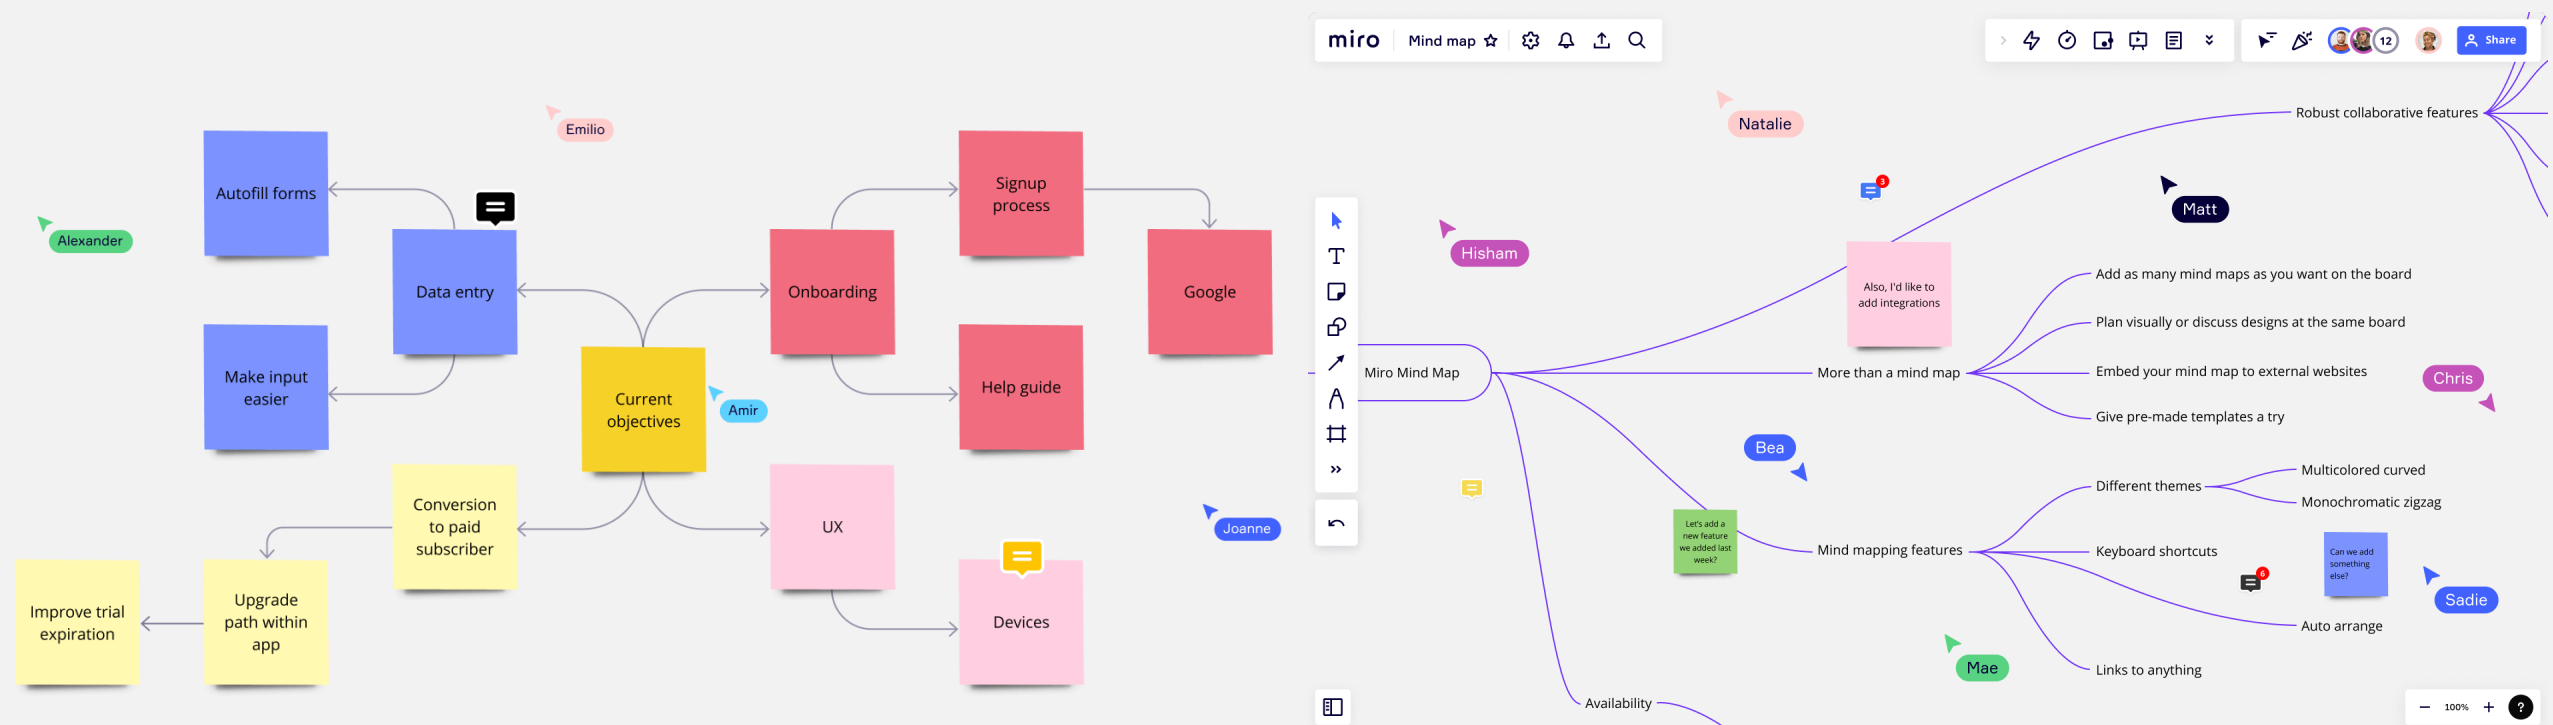 Emilio
Autofill forms
Alexander
Data entry
Make input
easier
Current
objectives
Amir
Onboarding
Signup
process
Google
Help guide
Conversion
to paid
subscriber
Upgrade
path within
app
Improve trial
expiration
UX
Devices
Joanne
miro
Mind map
12
Share
Natalie
Robust collaborative features
3
Matt
Hisham
Also, I'd like to
add integrations
Add as many mind maps as you want on the board
Plan visually or discuss designs at the same board
Miro Mind Map
More than a mind map
Embed your mind map to external websites
Chris
Give pre-made templates a try
Bea
Let's add a
new feature
we added last
week?
Mind mapping features
Different themes
Multicolored curved
Monochromatic zigzag
Keyboard shortcuts
6
Can we add
something
else?
Sadie
Auto arrange
Mae
Links to anything
Availability
100%
?